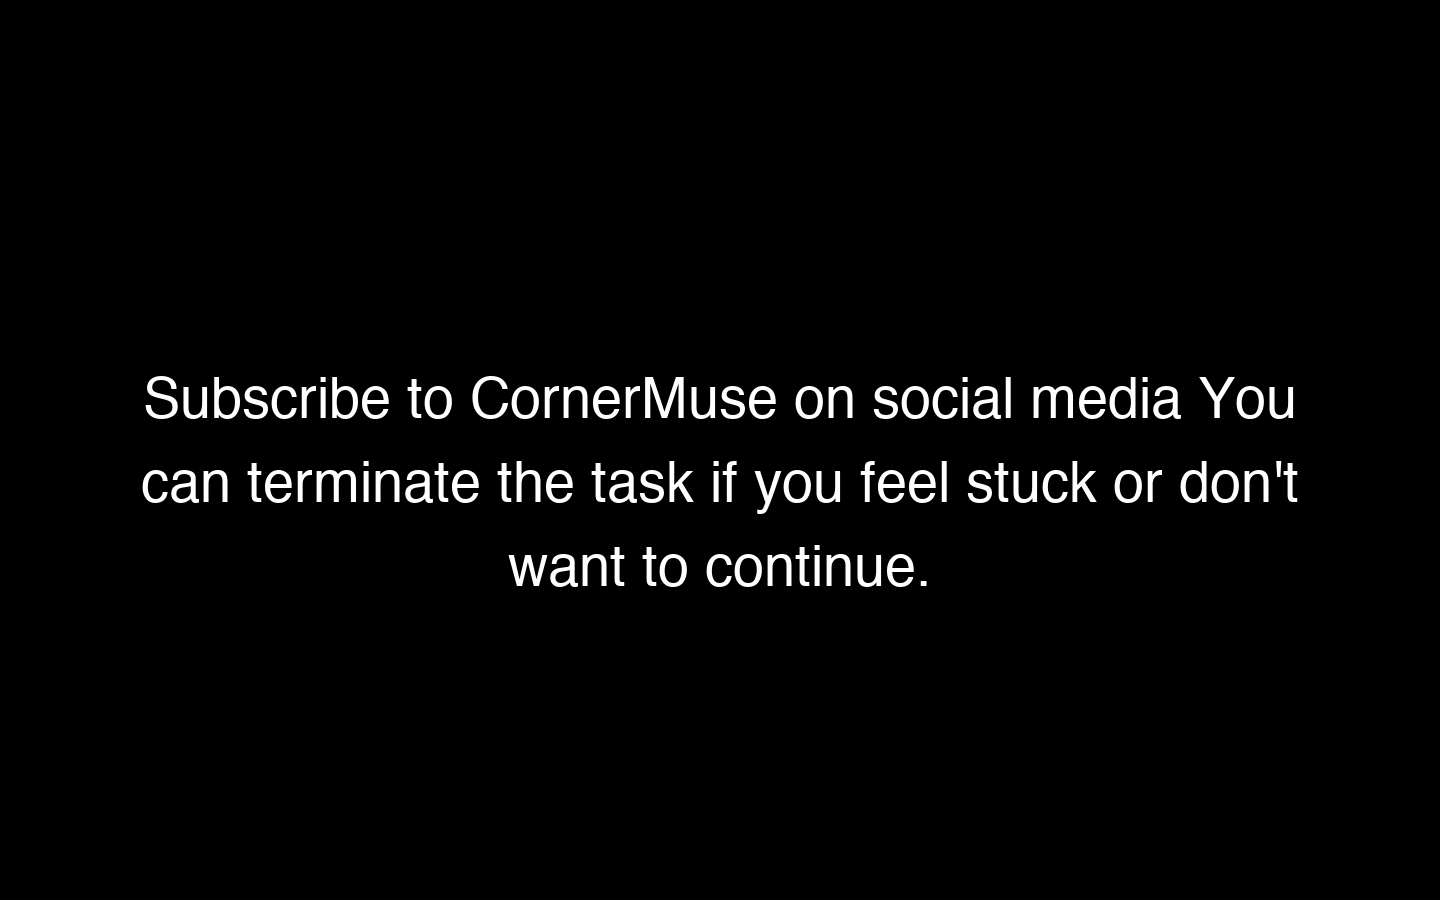 Subscribe to CornerMuse on social media You
can terminate the task if you feel stuck or don't
want to continue.